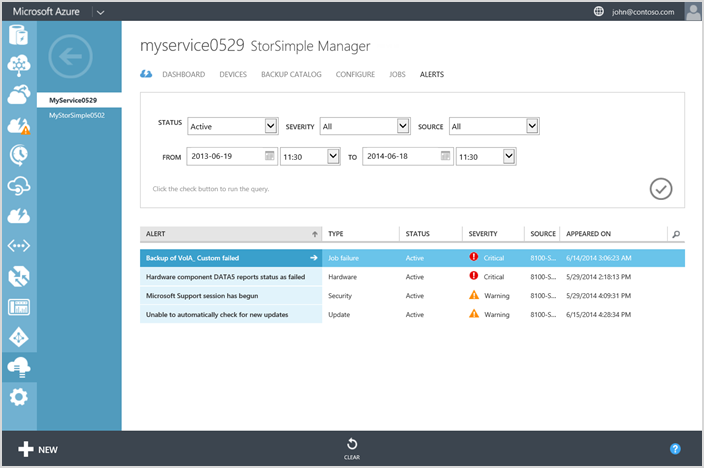 Microsoft Azure john@contoso.com
myservice0529 StorSimple Manager
DASHBOARD DEVICES BACKUP CATALOG CONFIGURE JOBS ALERTS
MyService0529
MyStorSimple0502
STATUS Active SEVERITY All SOURCE All
FROM 2013-06-19 11:30 TO 2014-06-18 11:30
Click the check button to run the query.
ALERT TYPE STATUS SEVERITY SOURCE APPEARED ON
Backup of VolA_Custom failed Job failure Active Critical 8100-S... 6/14/2014 3:06:23 AM
Hardware component DATA5 reports status as failed Hardware Active Critical 8100-S... 5/29/2014 2:18:13 PM
Microsoft Support session has begun Security Active Warning 8100-S... 5/29/2014 4:09:31 PM
Unable to automatically check for new updates Update Active Warning 8100-S... 6/15/2014 4:28:34 PM
NEW CLEAR ?